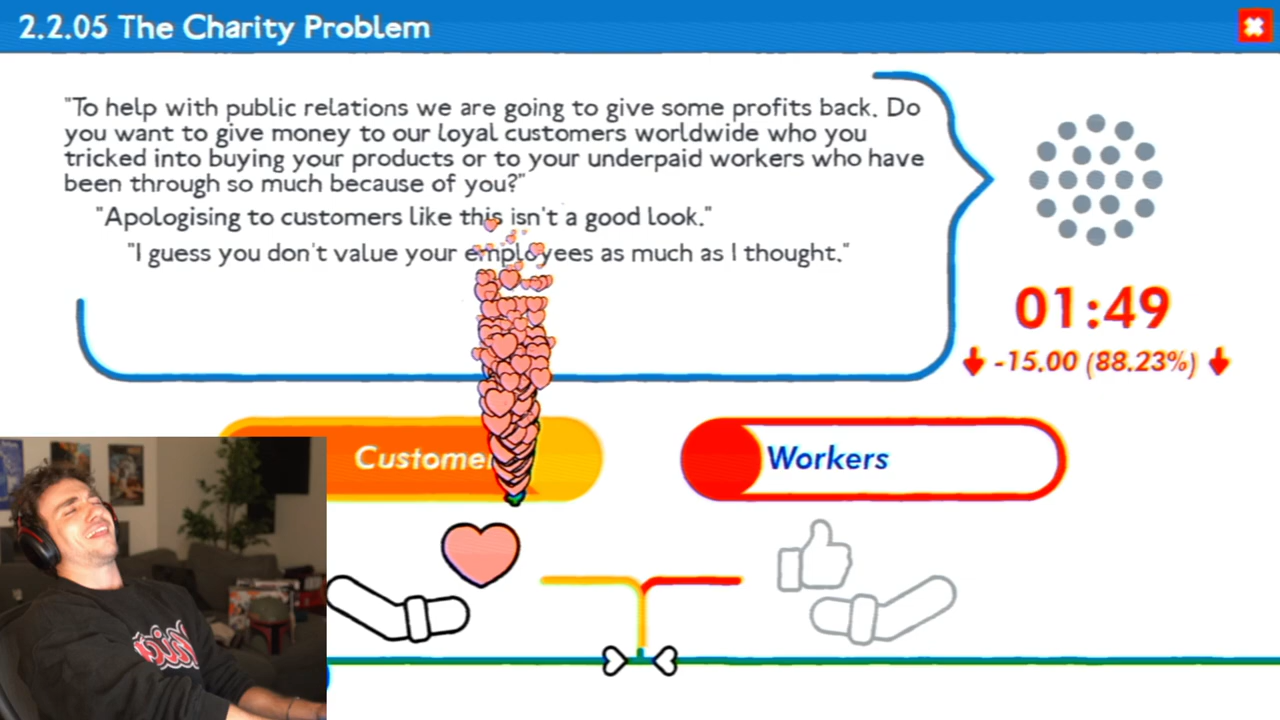 2.2.05 The Charity Problem
"To help with public relations we are going to give some profits back. Do
you want to give money to our loyal customers worldwide who you
tricked into buying your products or to your underpaid workers who have
been through so much because of you?"
"Apologising to customers like this isn't a good look."
"I guess you don't value your employees as much as I thought."
01:49
-15.00 (88.23%)
Custome
Workers